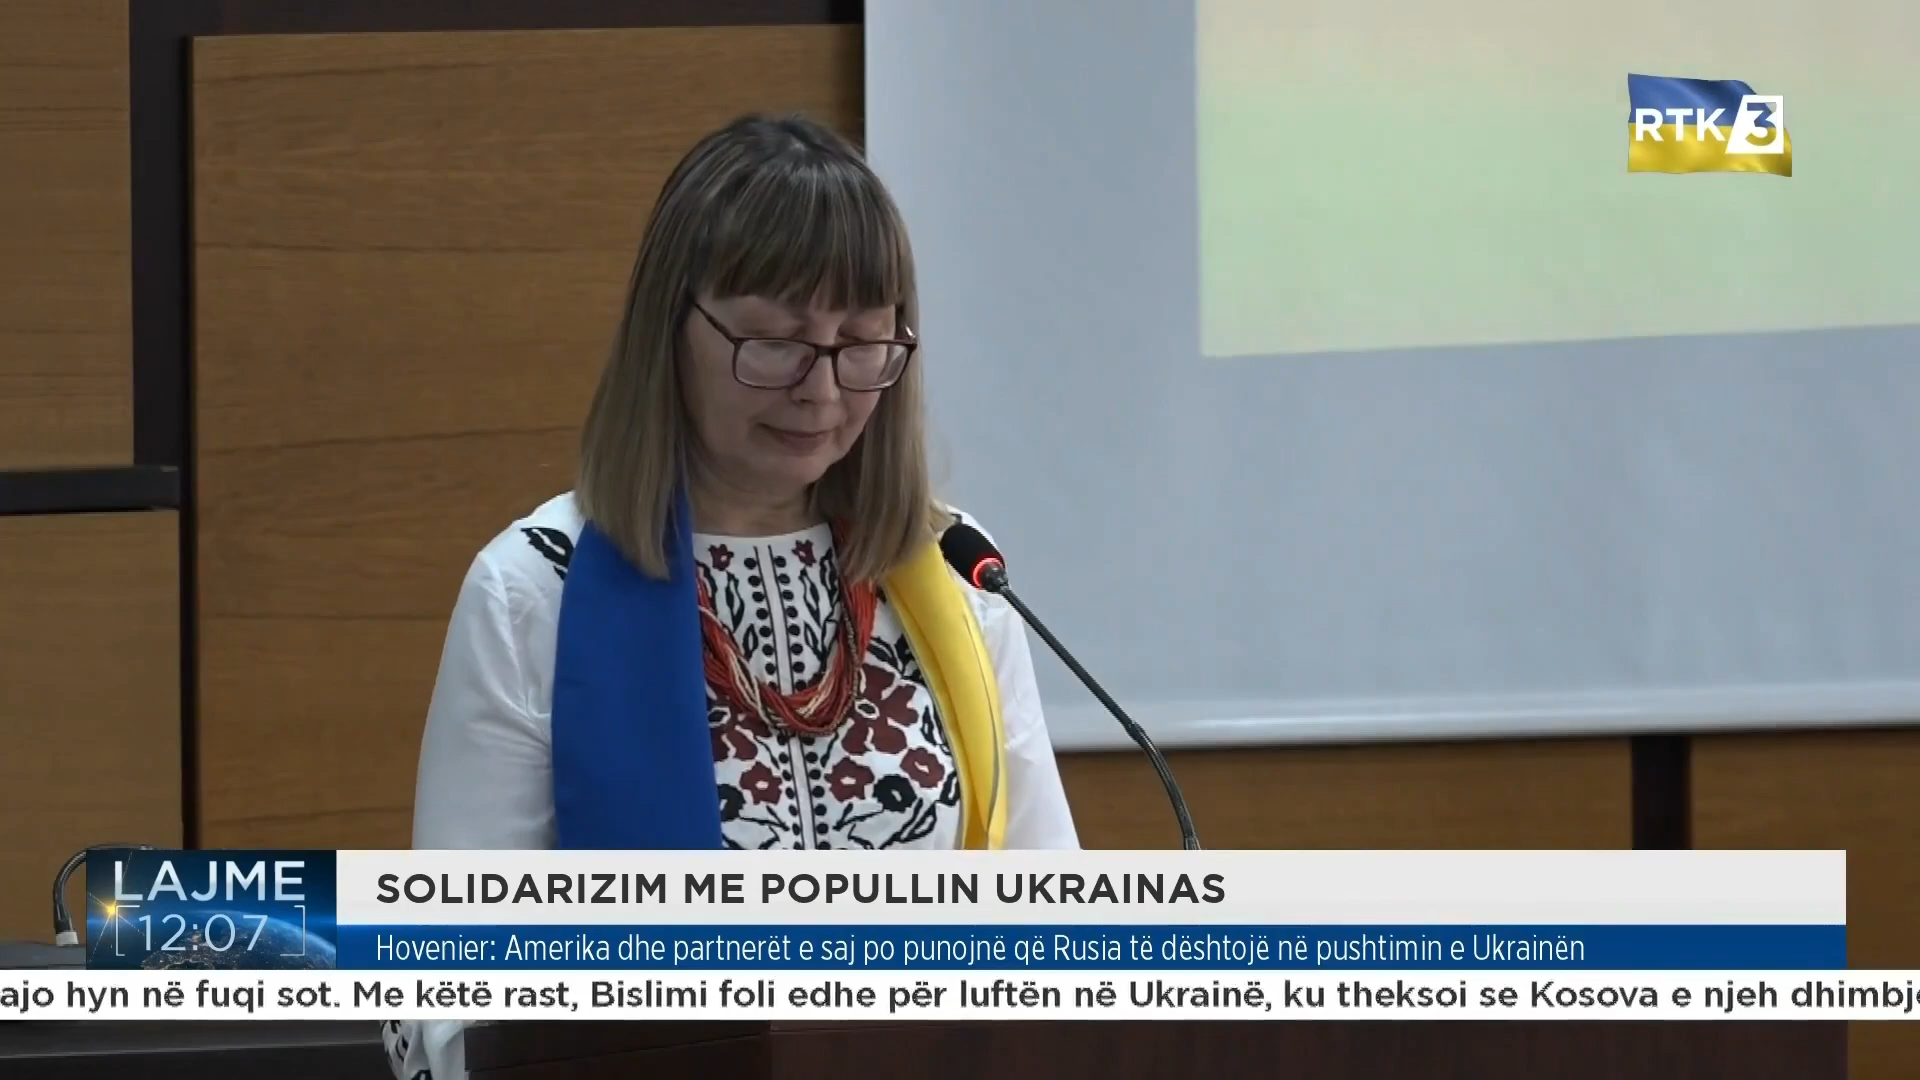 RTK 3
LAJME
12:07
SOLIDARIZIM ME POPULLIN UKRAINAS
Hovenier: Amerika dhe partnerët e saj po punojnë që Rusia të dështojë në pushtimin e Ukrainën
ajo hyn në fuqi sot. Me këtë rast, Bislimi foli edhe për luftën në Ukrainë, ku theksoi se Kosova e njeh